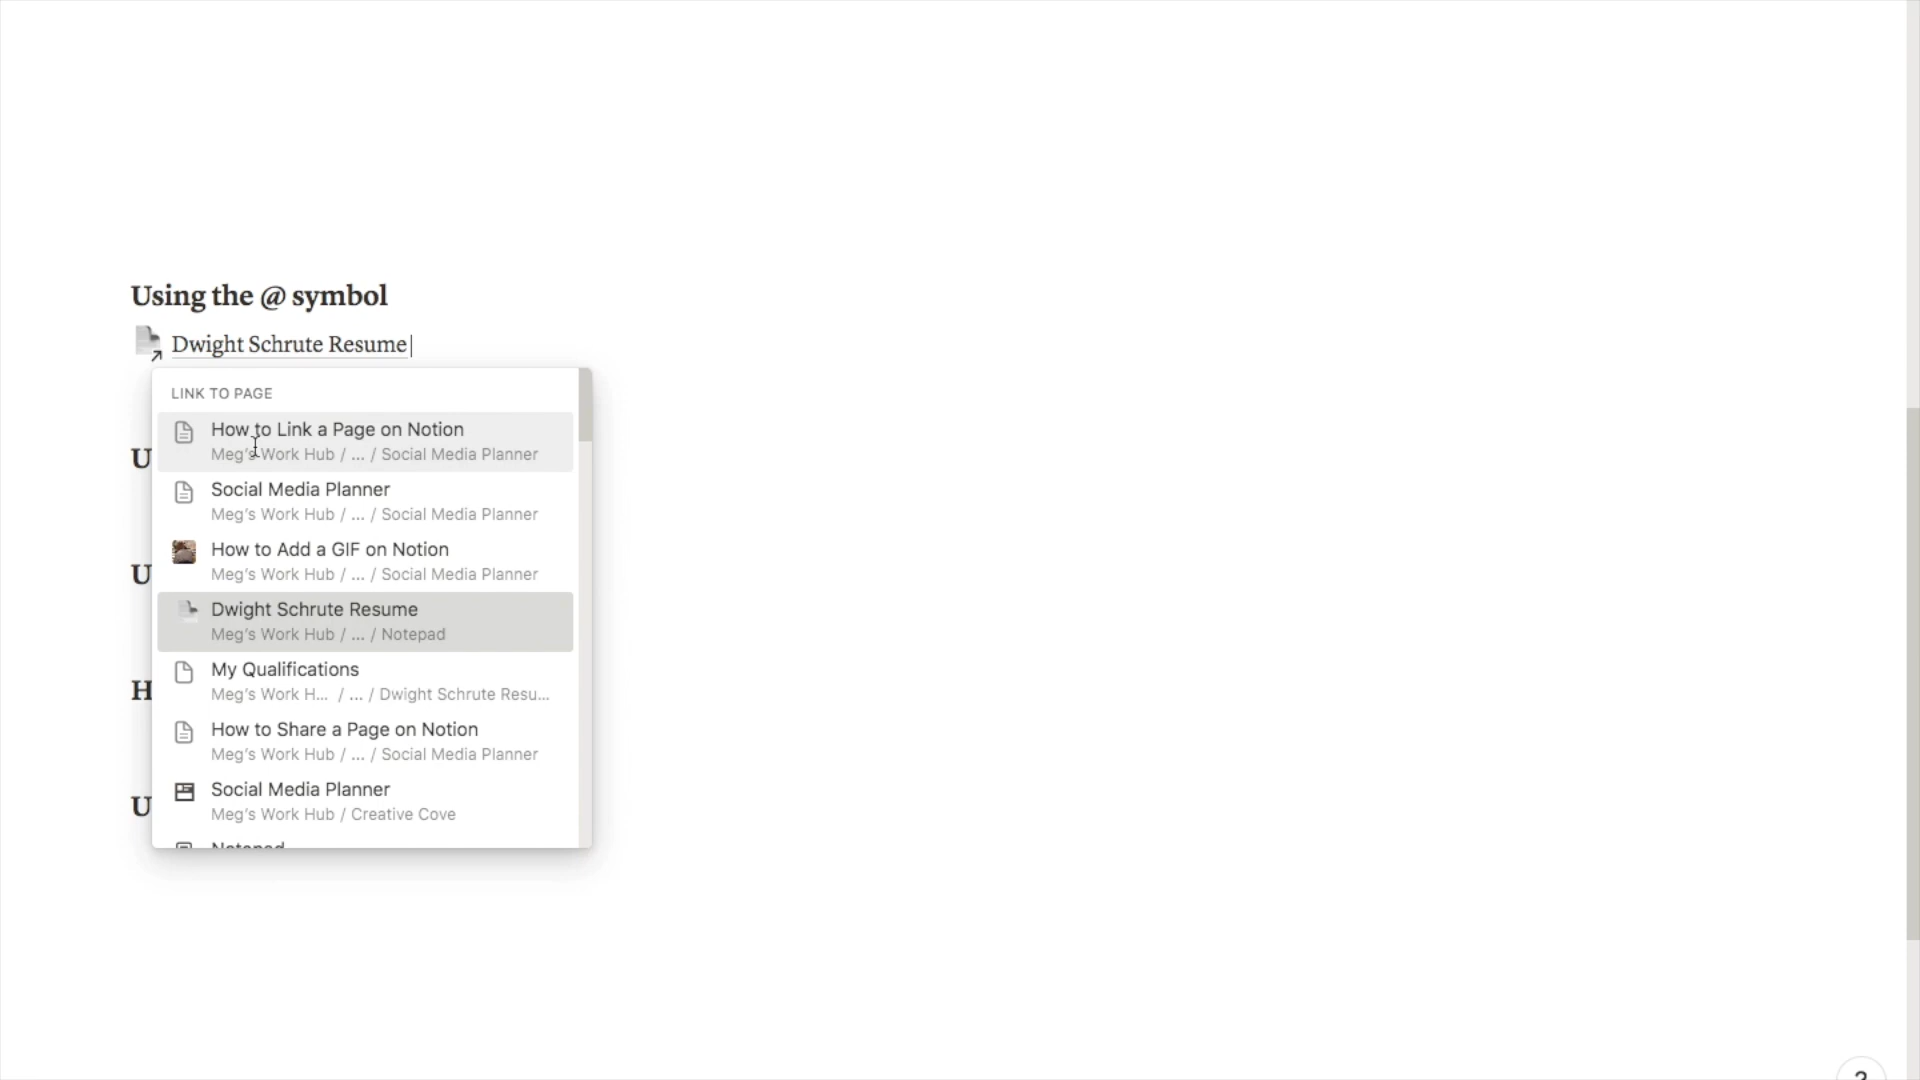 Using the @ symbol
Dwight Schrute Resume
LINK TO PAGE
How to Link a Page on Notion
Meg's Work Hub / ... / Social Media Planner
U
Social Media Planner
Meg's Work Hub / ... / Social Media Planner
How to Add a GIF on Notion
Meg's Work Hub / ... / Social Media Planner
U
Dwight Schrute Resume
Meg's Work Hub / ... / Notepad
My Qualifications
Meg's Work H... / ... / Dwight Schrute Resu...
H
How to Share a Page on Notion
Meg's Work Hub / ... / Social Media Planner
Social Media Planner
Meg's Work Hub / Creative Cove
U
Notepad
?